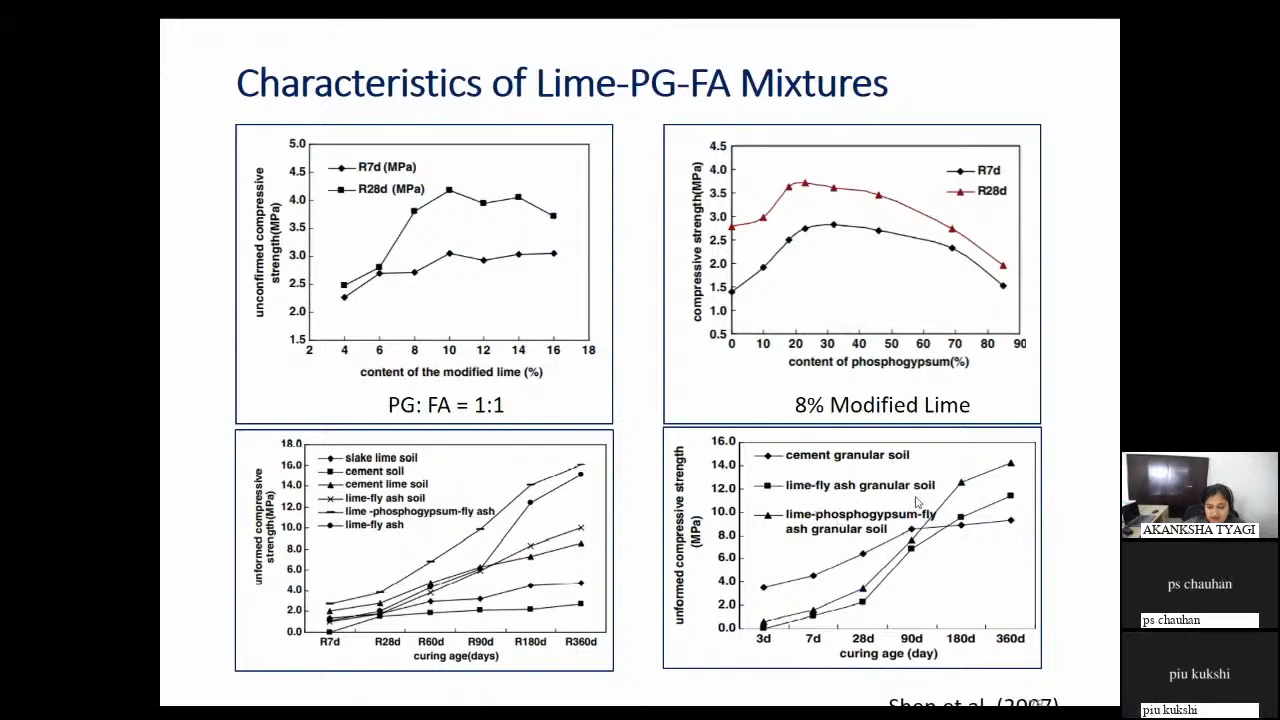 Characteristics of Lime-PG-FA Mixtures
5.0
4.5
4.0
3.5
3.0
2.5
2.0
1.5
unconfirmed compressive
strength(MPa)
R7d (MPa)
R28d (MPa)
2 4 6 8 10 12 14 16 18
content of the modified lime (%)
PG: FA = 1:1
4.5
4.0
3.5
3.0
2.5
2.0
1.5
1.0
0.5
compressive strength(MPa)
R7d
R28d
0 10 20 30 40 50 60 70 80 90
content of phosphogypsum(%)
8% Modified Lime
18.0
16.0
14.0
12.0
10.0
8.0
6.0
4.0
2.0
0.0
unformed compressive
strength(MPa)
slake lime soil
cement soil
cement lime soil
lime-fly ash soil
lime -phosphogypsum-fly ash
lime-fly ash
R7d R28d R60d R90d R180d R360d
curing age(days)
16.0
14.0
12.0
10.0
8.0
6.0
4.0
2.0
0.0
unformed compressive strength
(MPa)
cement granular soil
lime-fly ash granular soil
lime-phosphogypsum-fly
ash granular soil
3d 7d 28d 90d 180d 360d
curing age (day)
Shen et al. (2007)
AKANKSHA TYAGI
ps chauhan
ps chauhan
piu kukshi
piu kukshi